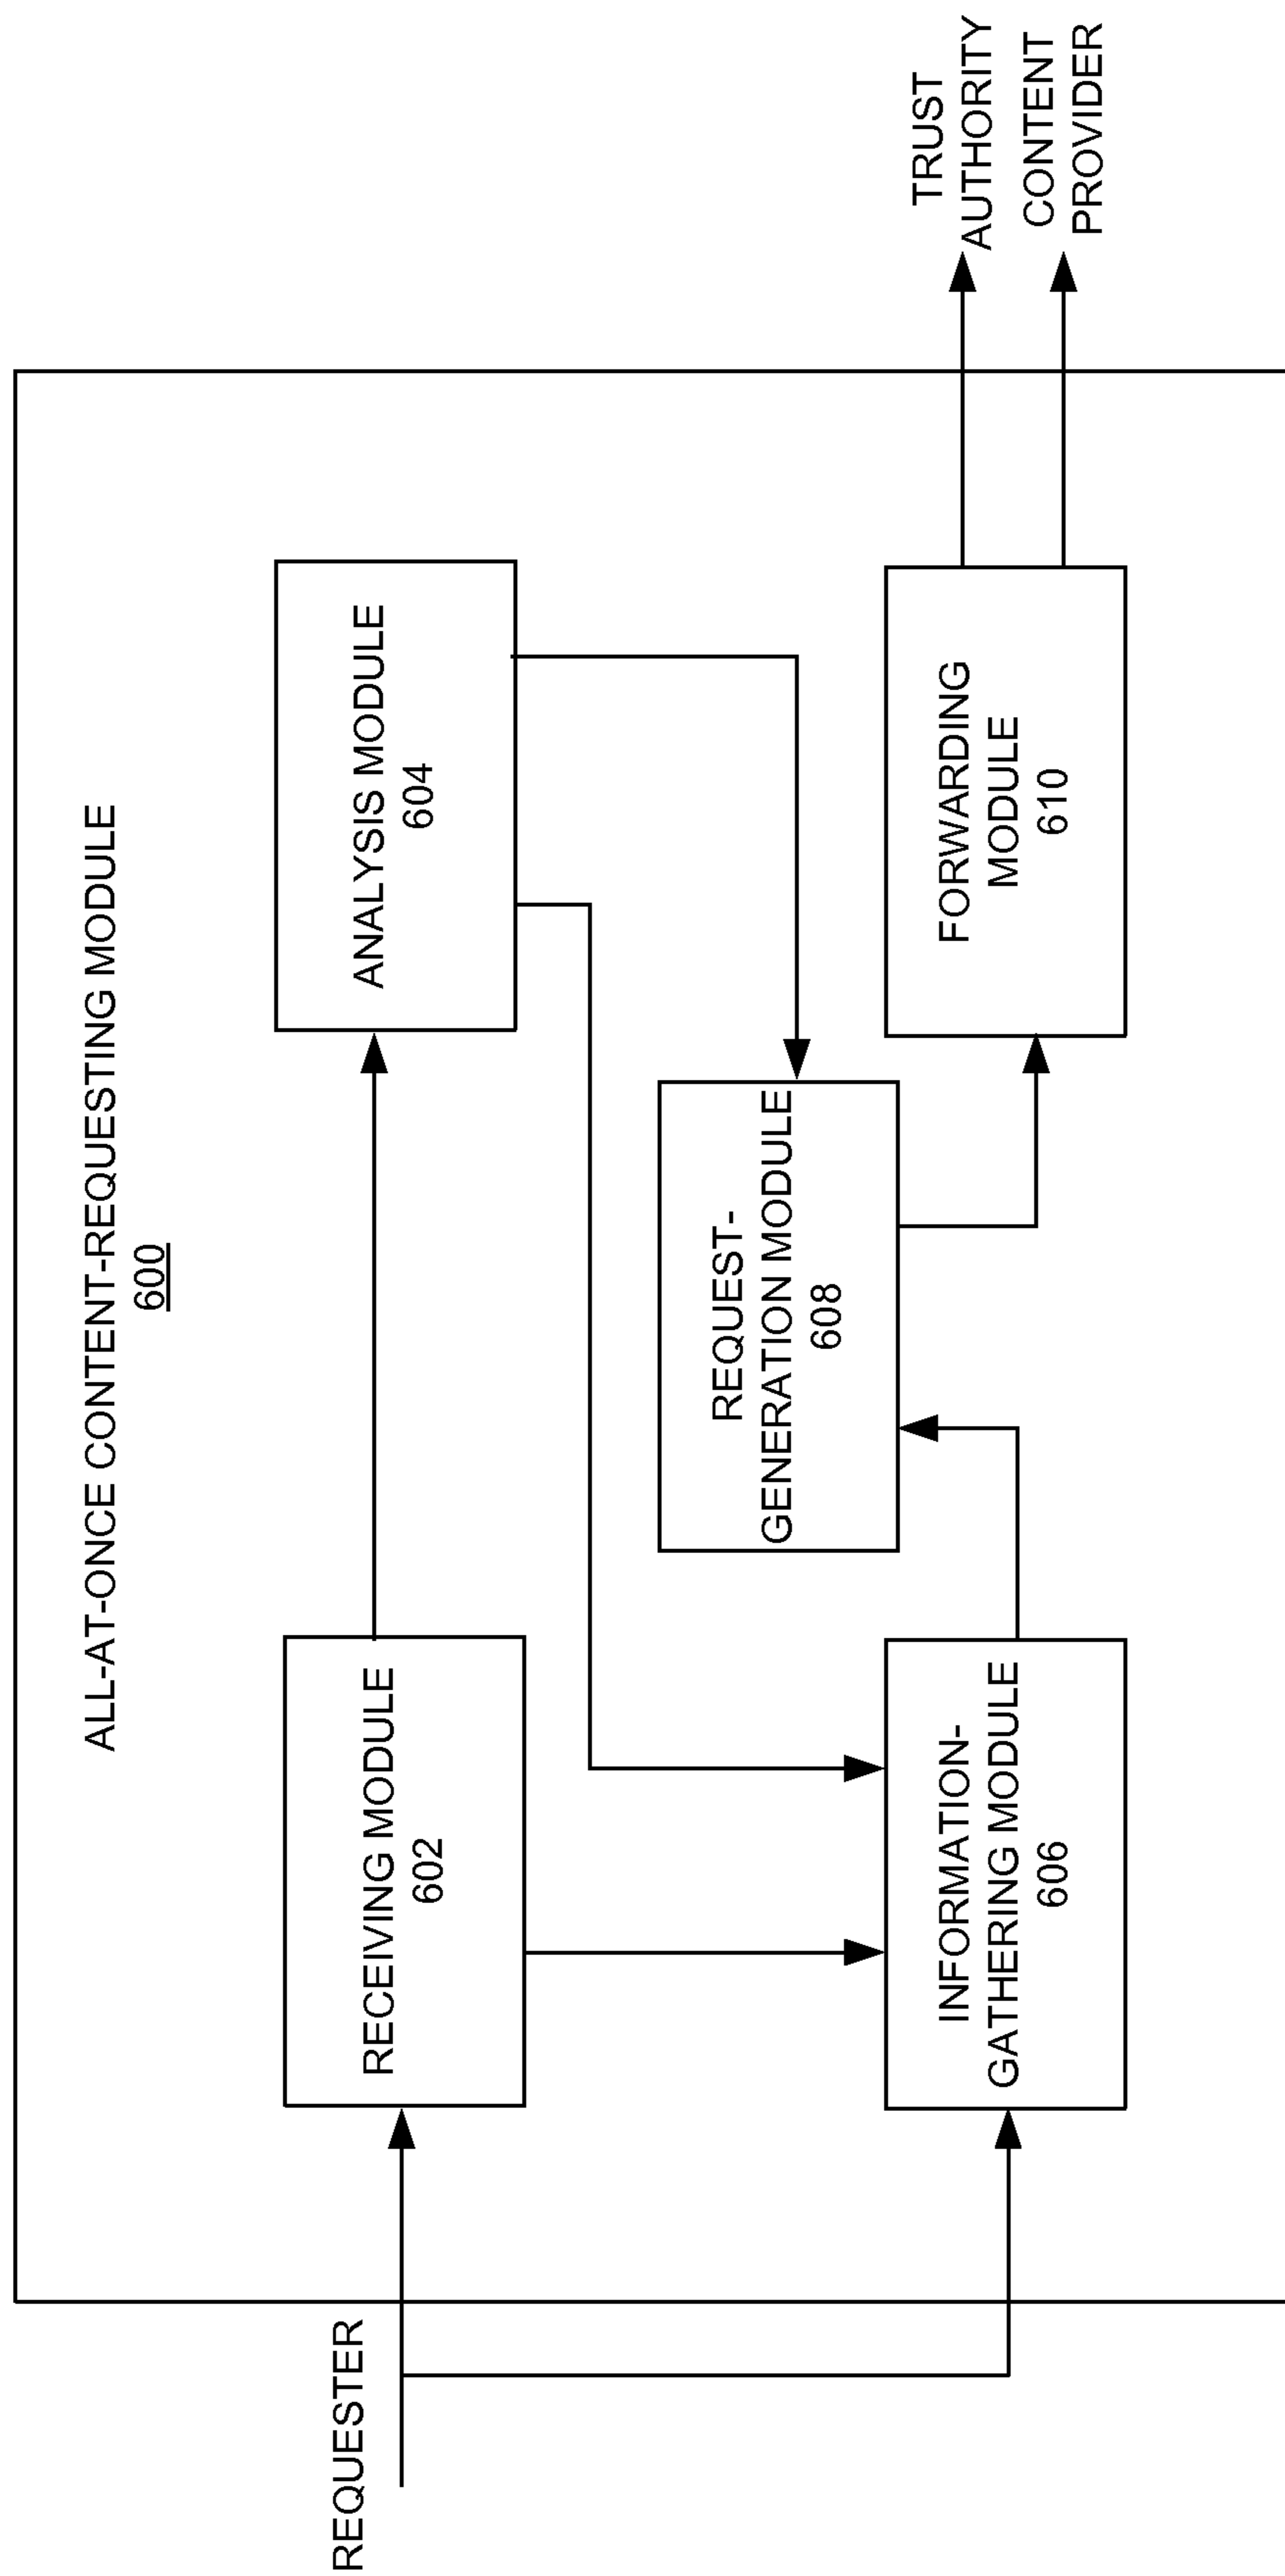 ALL-AT-ONCE CONTENT-REQUESTING MODULE
600
REQUESTER
RECEIVING MODULE
602
ANALYSIS MODULE
604
REQUEST-
GENERATION MODULE
608
INFORMATION-
GATHERING MODULE
606
FORWARDING
MODULE
610
TRUST
AUTHORITY
CONTENT
PROVIDER